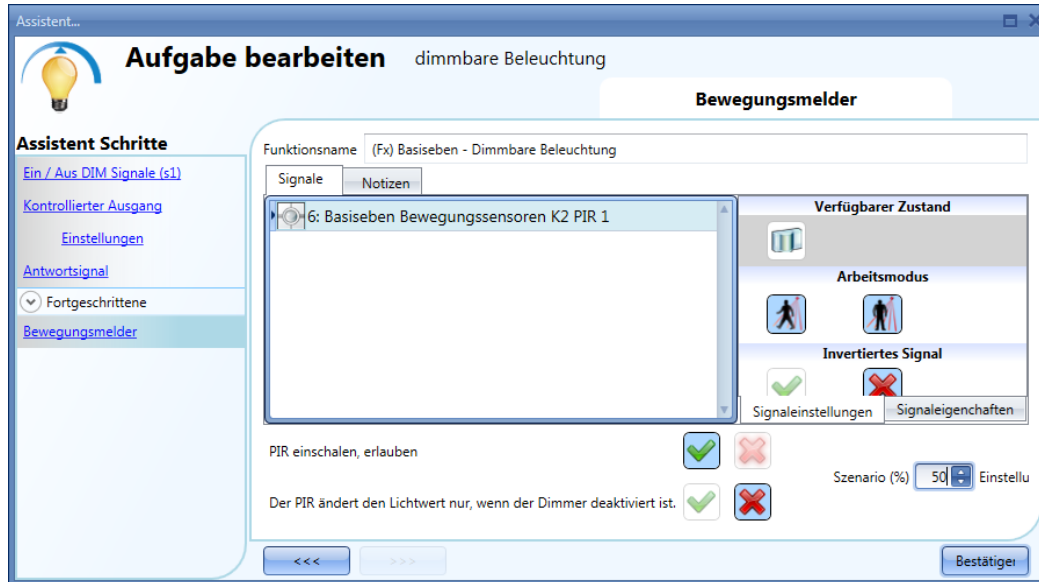 Assistent...
Aufgabe bearbeiten dimmbare Beleuchtung
Bewegungsmelder
Assistent Schritte
Ein / Aus DIM Signale (s1)
Kontrollierter Ausgang
Einstellungen
Antwortsignal
Fortgeschrittene
Bewegungsmelder
Funktionsname (Fx) Basiseben - Dimmbare Beleuchtung
Signale Notizen
6: Basiseben Bewegungssensoren K2 PIR 1
Verfügbarer Zustand
Arbeitsmodus
Invertiertes Signal
Signaleinstellungen Signaleigenchaften
PIR einschalen, erlauben
Szenario (%) 50 Einstellu
Der PIR ändert den Lichtwert nur, wenn der Dimmer deaktiviert ist.
<<< >>> Bestätiger